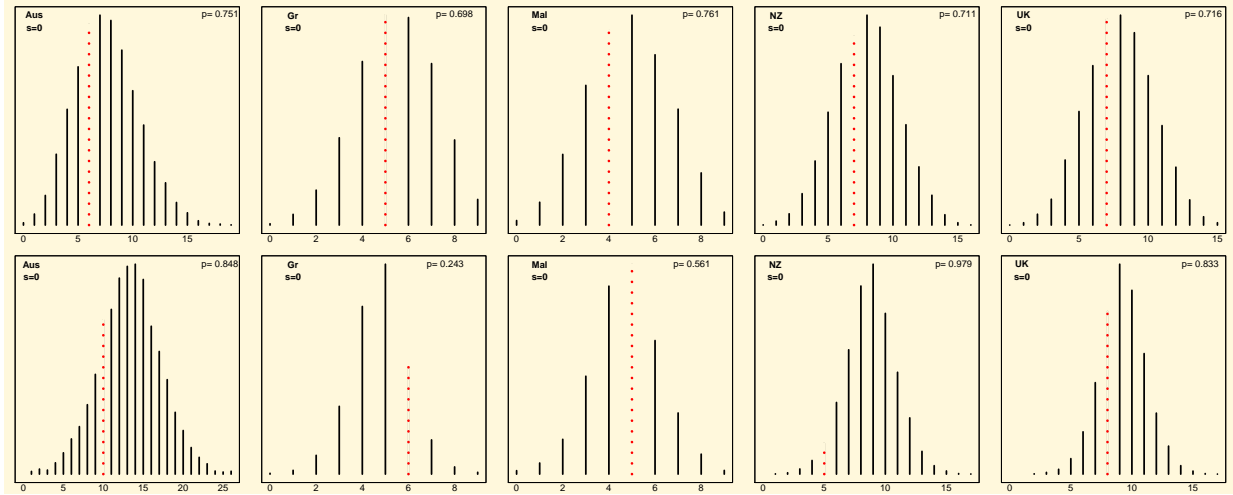 Aus p= 0.751
s=0
0 5 10 15
Gr p= 0.698
s=0
0 2 4 6 8
Mal p= 0.761
s=0
0 2 4 6 8
NZ p= 0.711
s=0
0 5 10 15
UK p= 0.716
s=0
0 5 10 15
Aus p= 0.848
s=0
0 5 10 15 20 25
Gr p= 0.243
s=0
0 2 4 6 8
Mal p= 0.561
s=0
0 2 4 6 8
NZ p= 0.979
s=0
0 5 10 15
UK p= 0.833
s=0
0 5 10 15